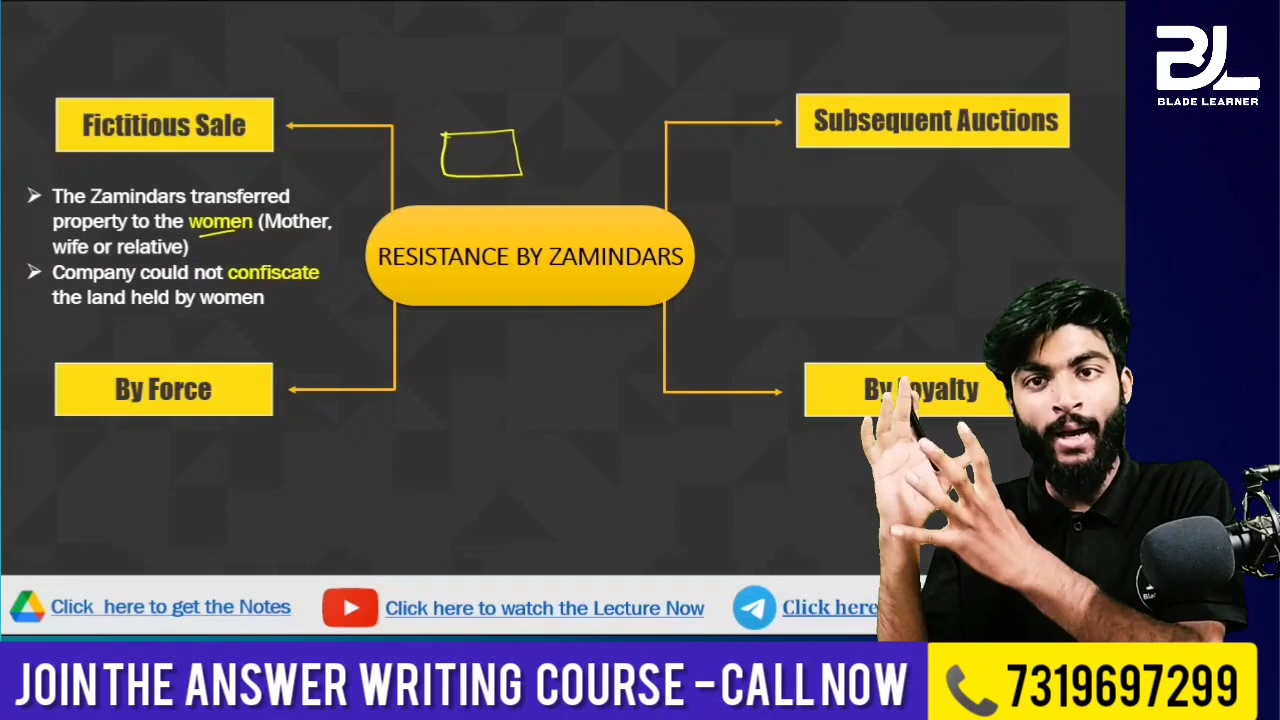 BL
BLADE LEARNER
Fictitious Sale
Subsequent Auctions
➢ The Zamindars transferred
property to the women (Mother,
wife or relative)
➢ Company could not confiscate
the land held by women
RESISTANCE BY ZAMINDARS
By Force
By Loyalty
Click here to get the Notes
Click here to watch the Lecture Now
Click here
JOIN THE ANSWER WRITING COURSE - CALL NOW
7319697299